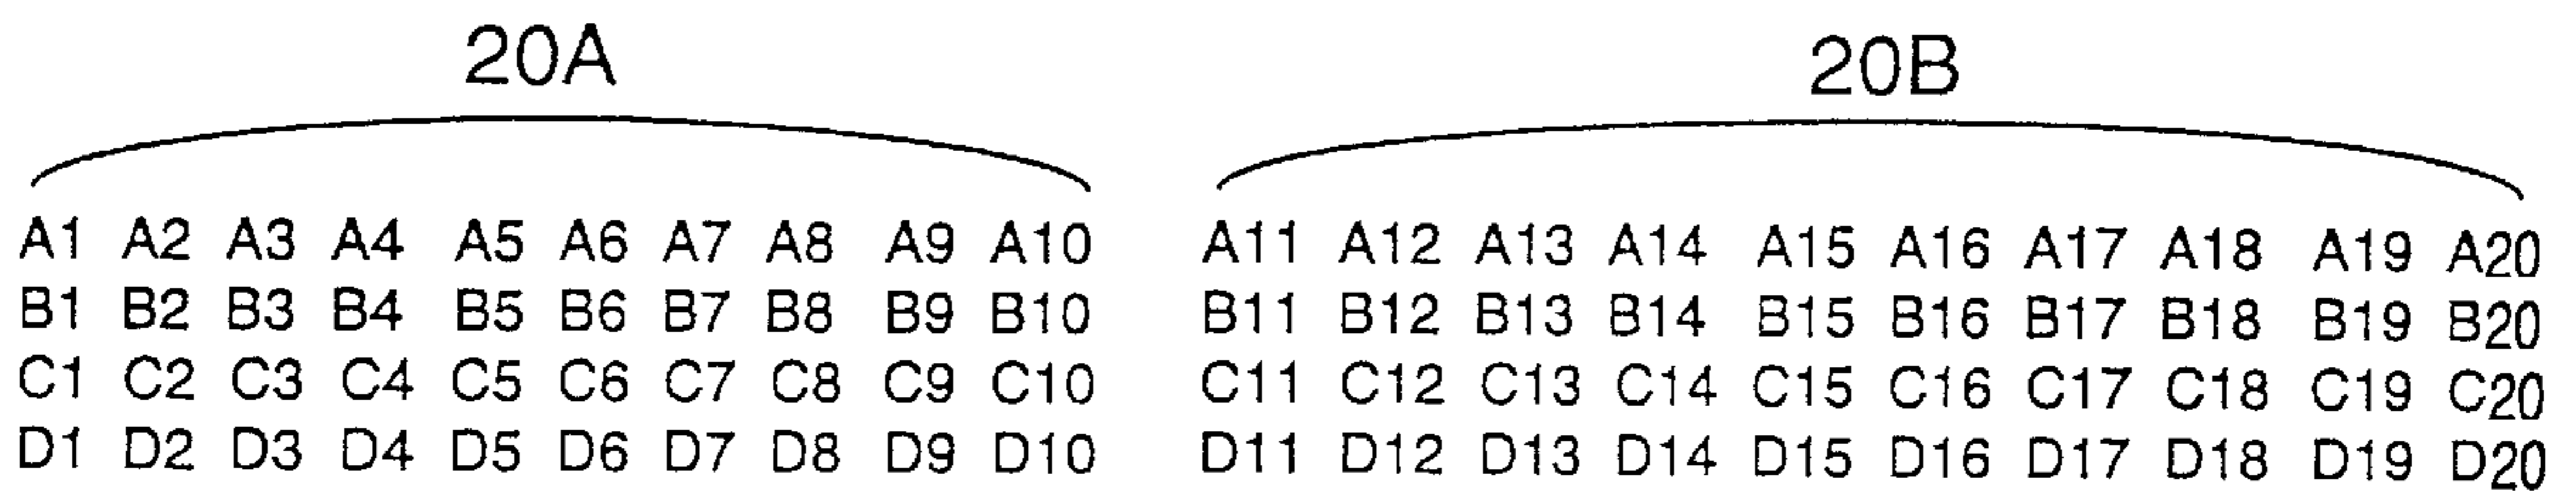 20A 20B
A1 A2 A3 A4 A5 A6 A7 A8 A9 A10 A11 A12 A13 A14 A15 A16 A17 A18 A19 A20
B1 B2 B3 B4 B5 B6 B7 B8 B9 B10 B11 B12 B13 B14 B15 B16 B17 B18 B19 B20
C1 C2 C3 C4 C5 C6 C7 C8 C9 C10 C11 C12 C13 C14 C15 C16 C17 C18 C19 C20
D1 D2 D3 D4 D5 D6 D7 D8 D9 D10 D11 D12 D13 D14 D15 D16 D17 D18 D19 D20